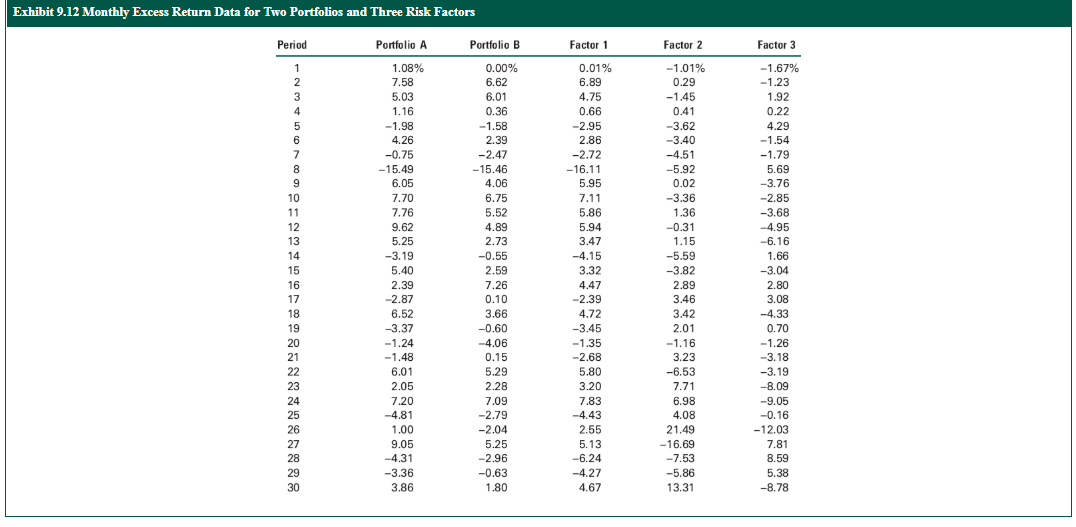 Exhibit 9.12 Monthly Excess Return Data for Two Portfolios and Three Risk Factors
Period Portfolio A Portfolio B Factor 1 Factor 2 Factor 3
1 1.08% 0.00% 0.01% −1.01% −1.67%
2 7.58 6.62 6.89 0.29 −1.23
3 5.03 6.01 4.75 −1.45 1.92
4 1.16 0.36 0.66 0.41 0.22
5 −1.98 −1.58 −2.95 −3.62 4.29
6 4.26 2.39 2.86 −3.40 −1.54
7 −0.75 −2.47 −2.72 −4.51 −1.79
8 −15.49 −15.46 −16.11 −5.92 5.69
9 6.05 4.06 5.95 0.02 −3.76
10 7.70 6.75 7.11 −3.36 −2.85
11 7.76 5.52 5.86 1.36 −3.68
12 9.62 4.89 5.94 −0.31 −4.95
13 5.25 2.73 3.47 1.15 −6.16
14 −3.19 −0.55 −4.15 −5.59 1.66
15 5.40 2.59 3.32 −3.82 −3.04
16 2.39 7.26 4.47 2.89 2.80
17 −2.87 0.10 −2.39 3.46 3.08
18 6.52 3.66 4.72 3.42 −4.33
19 −3.37 −0.60 −3.45 2.01 0.70
20 −1.24 −4.06 −1.35 −1.16 −1.26
21 −1.48 0.15 −2.68 3.23 −3.18
22 6.01 5.29 5.80 −6.53 −3.19
23 2.05 2.28 3.20 7.71 −8.09
24 7.20 7.09 7.83 6.98 −9.05
25 −4.81 −2.79 −4.43 4.08 −0.16
26 1.00 −2.04 2.55 21.49 −12.03
27 9.05 5.25 5.13 −16.69 7.81
28 −4.31 −2.96 −6.24 −7.53 8.59
29 −3.36 −0.63 −4.27 −5.86 5.38
30 3.86 1.80 4.67 13.31 −8.78